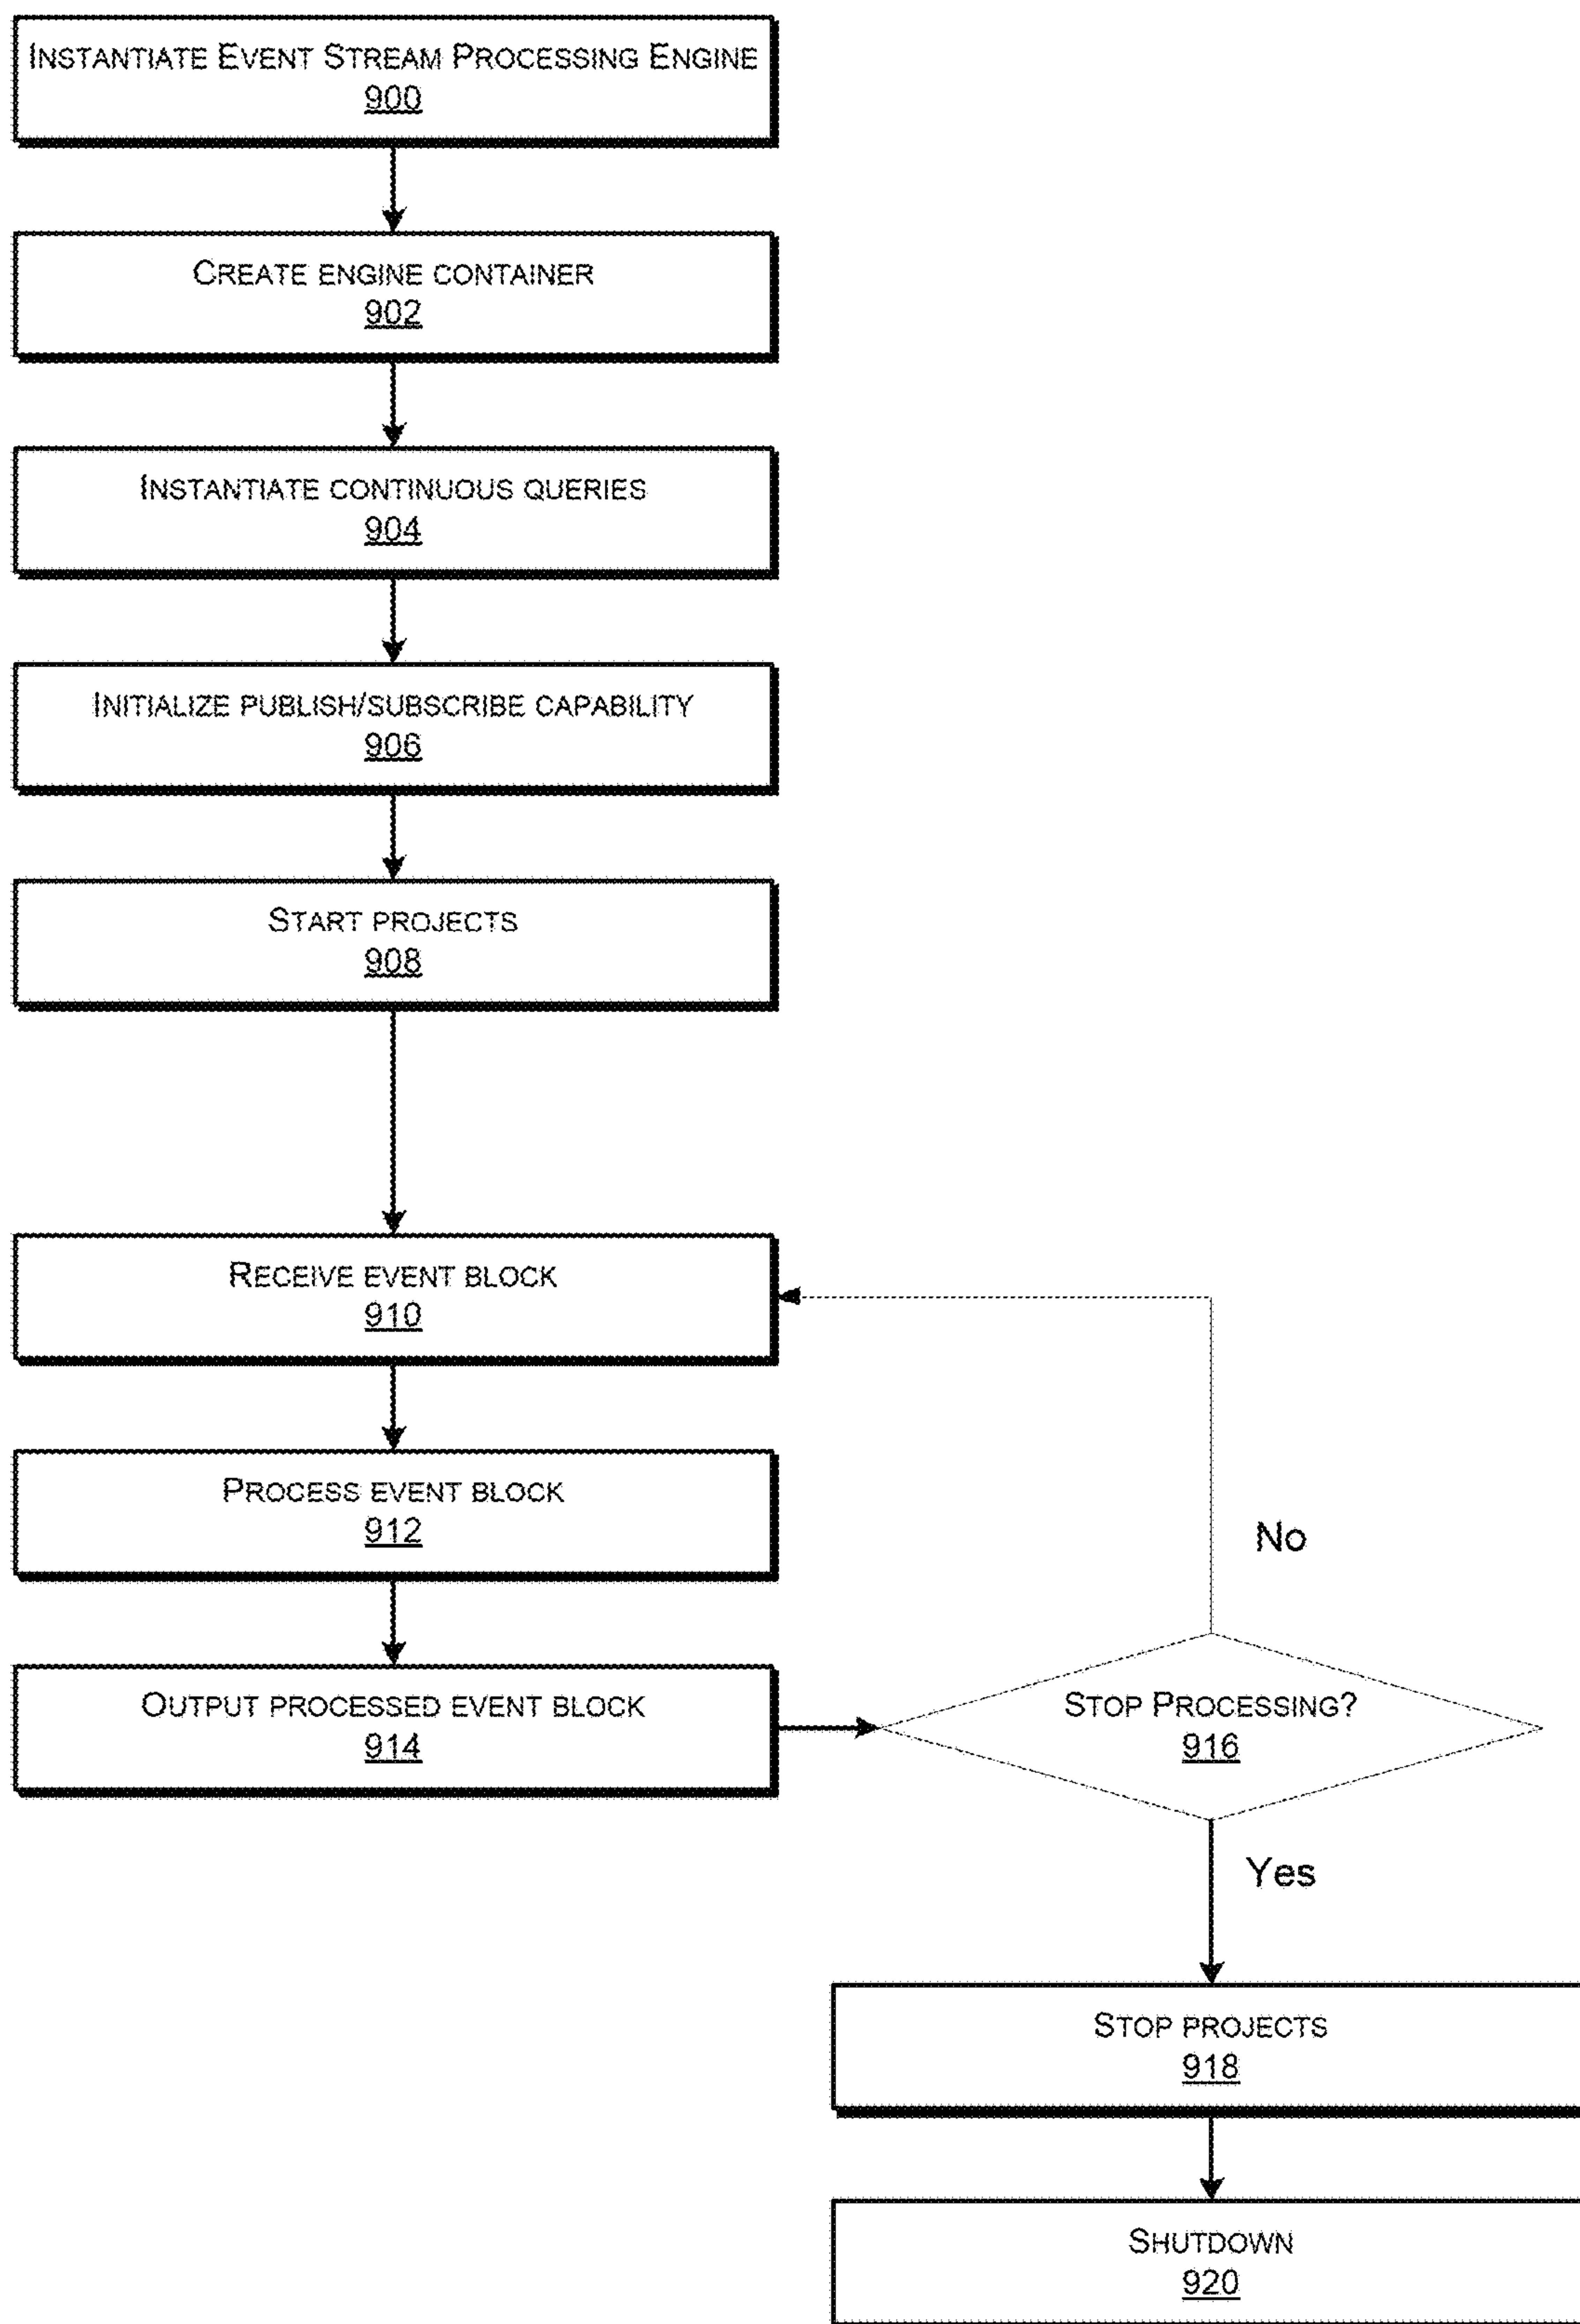 INSTANTIATE EVENT STREAM PROCESSING ENGINE
900
CREATE ENGINE CONTAINER
902
INSTANTIATE CONTINUOUS QUERIES
904
INITIALIZE PUBLISH/SUBSCRIBE CAPABILITY
906
START PROJECTS
908
RECEIVE EVENT BLOCK
910
PROCESS EVENT BLOCK
912
No
OUTPUT PROCESSED EVENT BLOCK
914
STOP PROCESSING?
916
Yes
STOP PROJECTS
918
SHUTDOWN
920